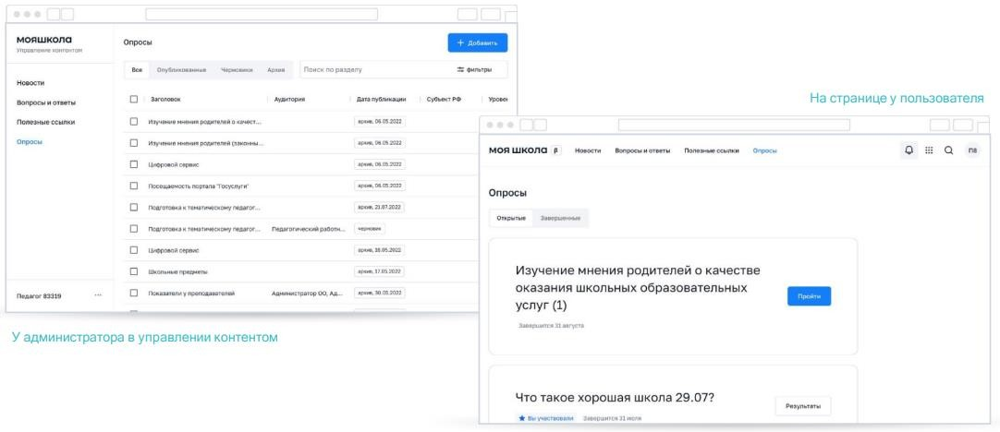 мояшкола
Управление контентом
Новости
Вопросы и ответы
Полезные ссылки
Опросы
Педагог 83319 ...
Опросы
+ Добавить
Все Опубликованные Черновики Архив Поиск по разделу фильтры
Заголовок Аудитория Дата публикации Субъект РФ Уровен
Изучение мнения родителей о качест... архив, 06.05.2022
Изучение мнения родителей (законны... архив, 06.05.2022
Цифровой сервис архив, 06.05.2022
Посещаемость портала 'Госуслуги' архив, 06.05.2022
Подготовка к тематическому педагог... архив, 21.07.2022
Подготовка к тематическому педагог... Педагогический работн... черновик
Цифровой сервис архив, 18.05.2022
Школьные предметы архив, 17.05.2022
Показатели у преподавателей Администратор ОО, Ад... архив, 30.05.2022
У администратора в управлении контентом
На странице у пользователя
моя школа β Новости Вопросы и ответы Полезные ссылки Опросы П8
Опросы
Открытые Завершенные
Изучение мнения родителей о качестве
оказания школьных образовательных
услуг (1)
Пройти
Завершится 31 августа
Что такое хорошая школа 29.07?
Результаты
Вы участвовали Завершится 31 июля